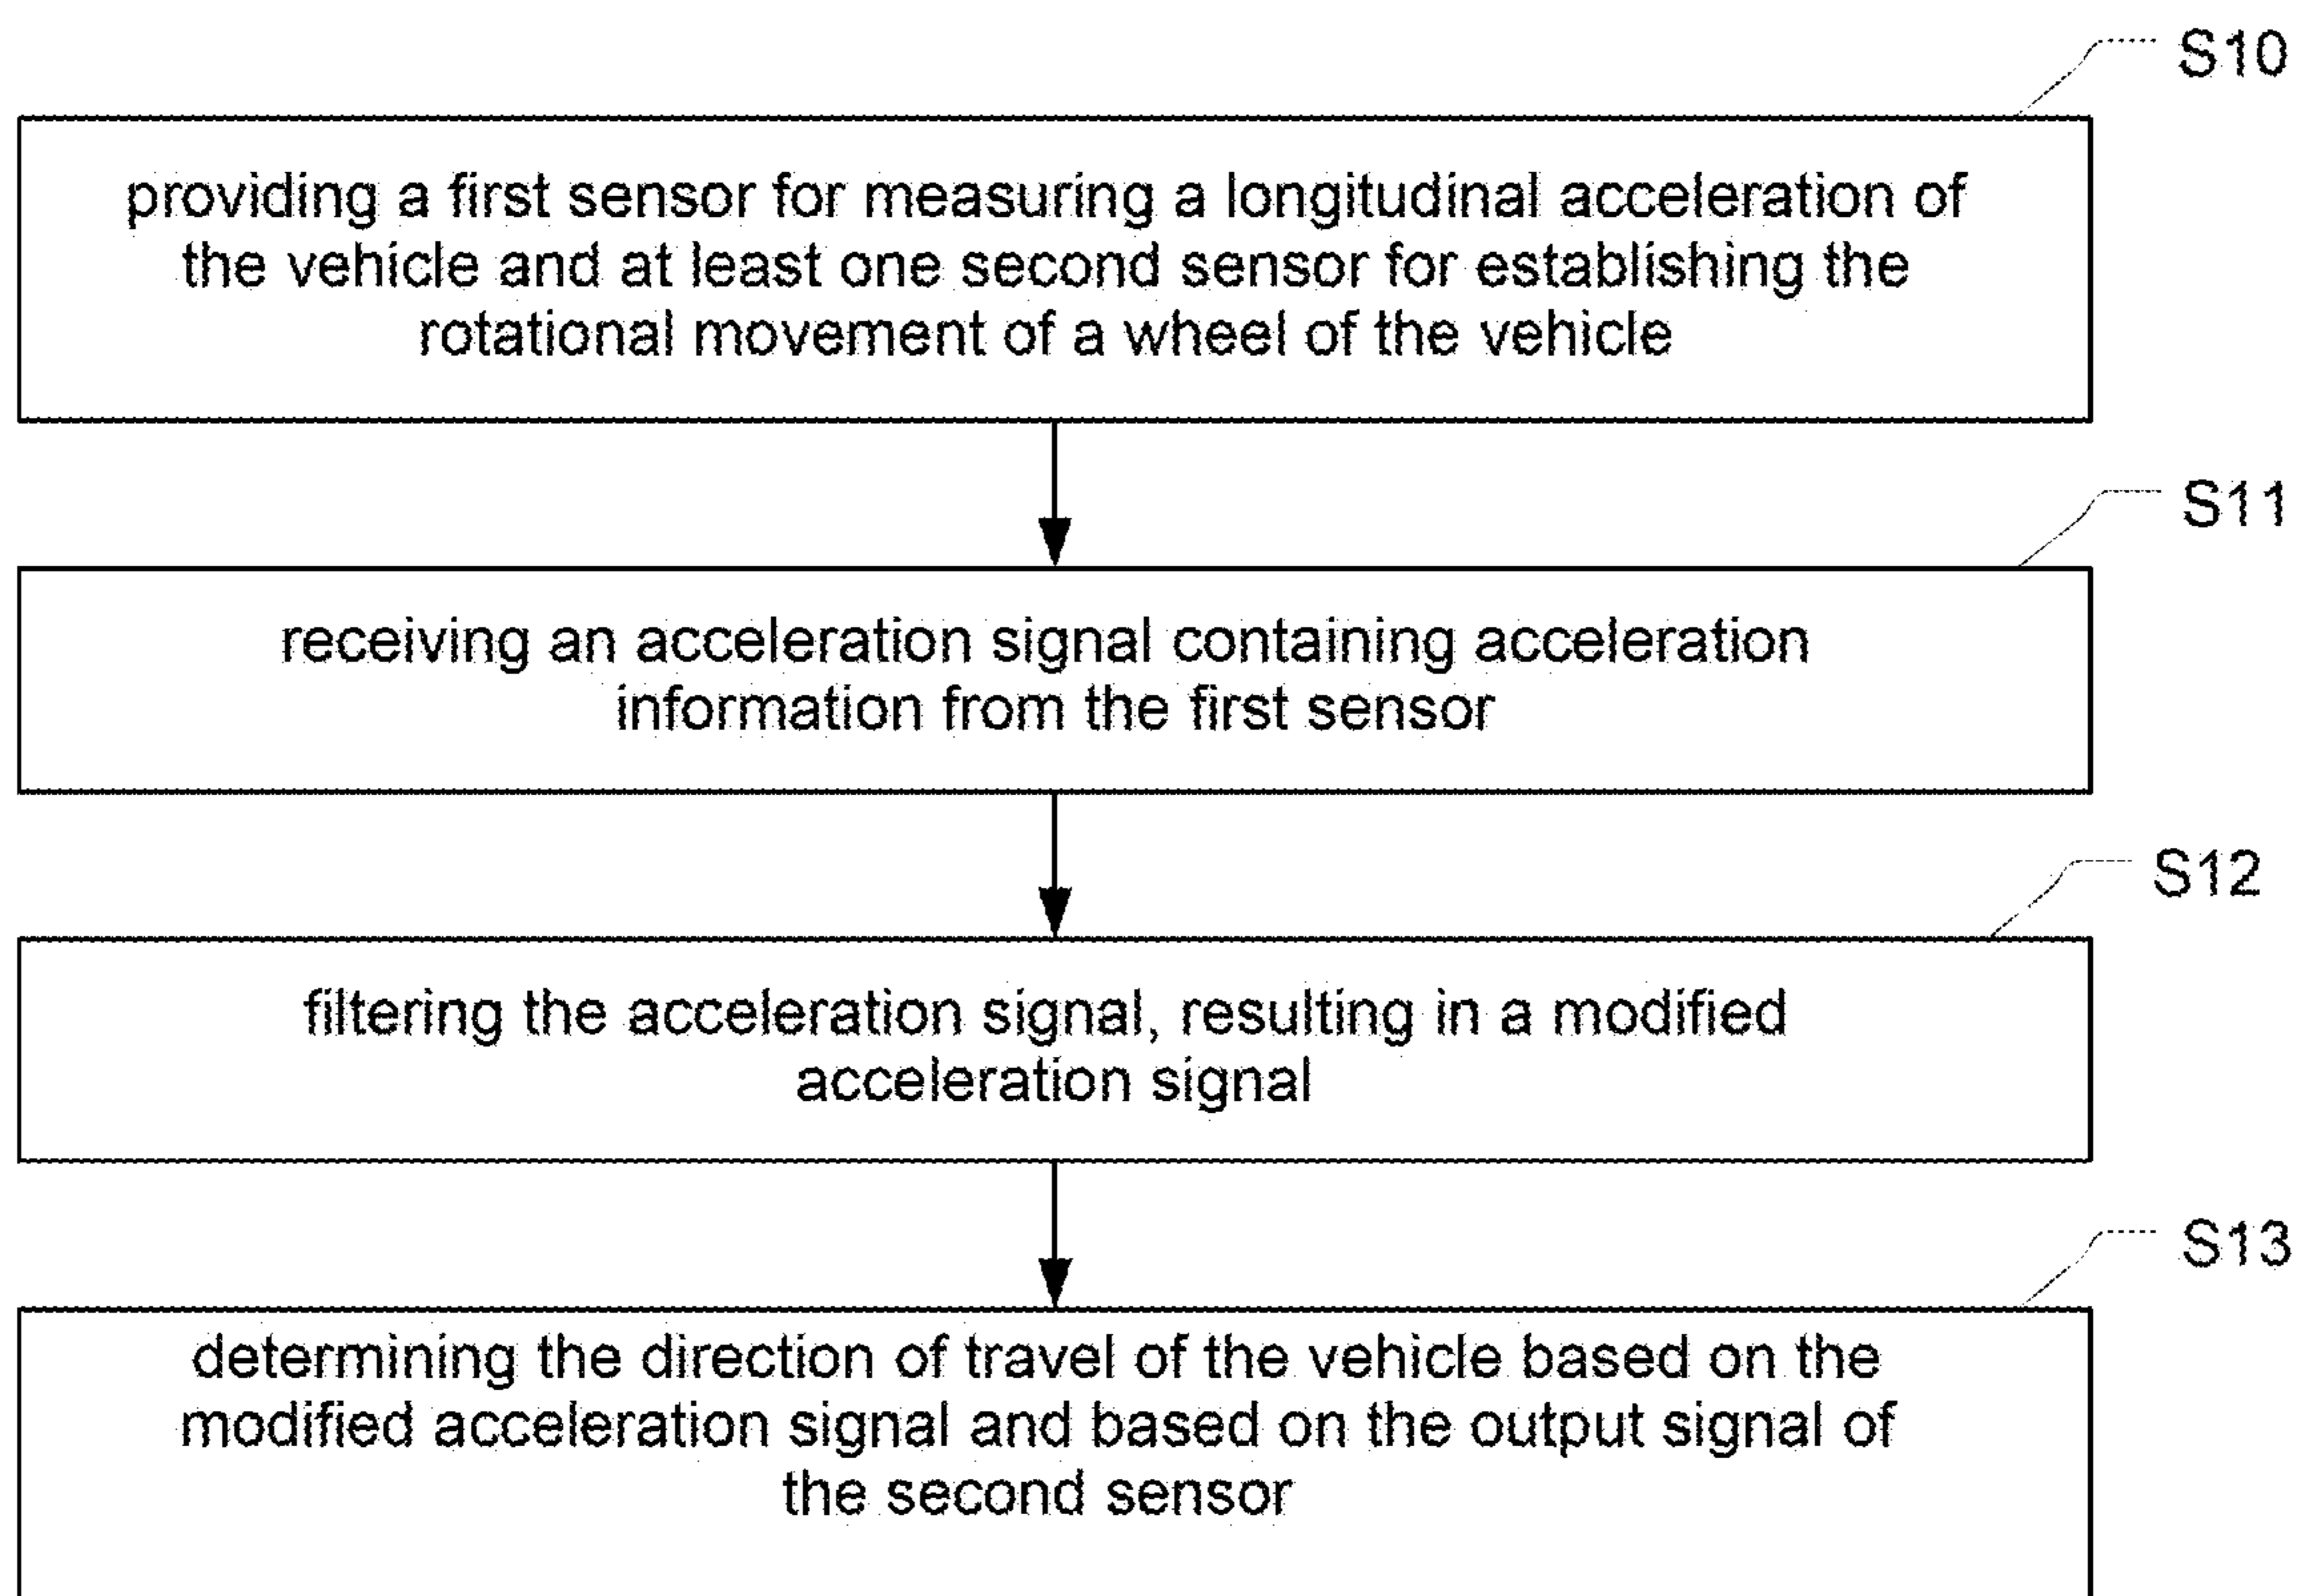 S10
providing a first sensor for measuring a longitudinal acceleration of
the vehicle and at least one second sensor for establishing the
rotational movement of a wheel of the vehicle
S11
receiving an acceleration signal containing acceleration
information from the first sensor
S12
filtering the acceleration signal, resulting in a modified
acceleration signal
S13
determining the direction of travel of the vehicle based on the
modified acceleration signal and based on the output signal of
the second sensor